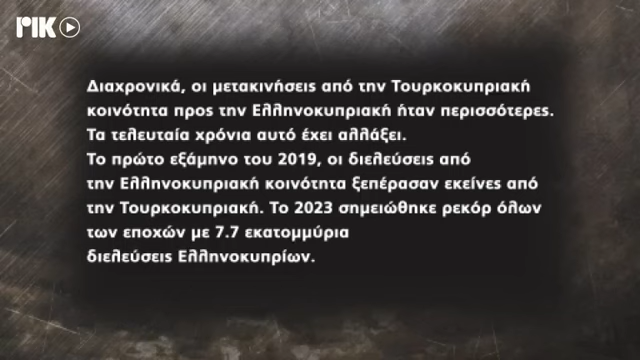 ΡΙΚ
Διαχρονικά, οι μετακινήσεις από την Τουρκοκυπριακή
κοινότητα προς την Ελληνοκυπριακή ήταν περισσότερες.
Τα τελευταία χρόνια αυτό έχει αλλάξει.
Το πρώτο εξάμηνο του 2019, οι διελεύσεις από
την Ελληνοκυπριακή κοινότητα ξεπέρασαν εκείνες από
την Τουρκοκυπριακή. Το 2023 σημειώθηκε ρεκόρ όλων
των εποχών με 7.7 εκατομμύρια
διελεύσεις Ελληνοκυπρίων.